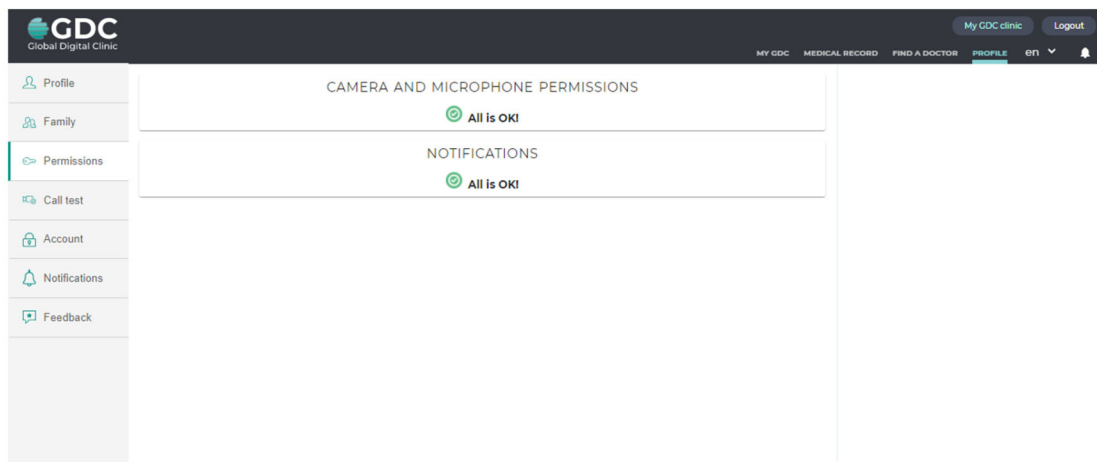 GDC
Global Digital Clinic
My GDC clinic
Logout
MY GDC MEDICAL RECORD FIND A DOCTOR PROFILE en
Profile
Family
Permissions
Call test
Account
Notifications
Feedback
CAMERA AND MICROPHONE PERMISSIONS
All is OK!
NOTIFICATIONS
All is OK!